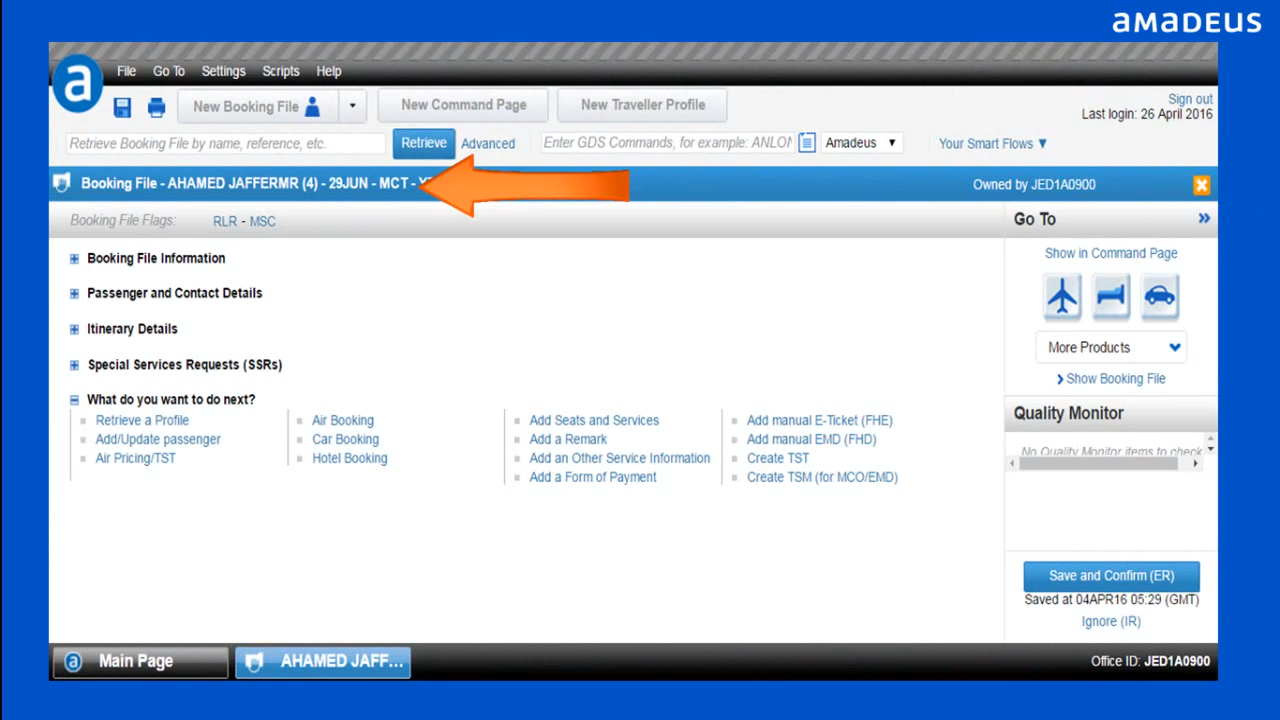 amadeus
a
File Go To Settings Scripts Help
New Booking File New Command Page New Traveller Profile
Sign out
Last login: 26 April 2016
Retrieve Booking File by name, reference, etc. Retrieve Advanced Enter GDS Commands, for example: ANLON Amadeus Your Smart Flows
Booking File - AHAMED JAFFERMR (4) - 29JUN - MCT - Owned by JED1A0900
Booking File Flags: RLR - MSC
Go To
Show in Command Page
Booking File Information
Passenger and Contact Details
Itinerary Details
Special Services Requests (SSRs)
More Products
Show Booking File
What do you want to do next?
Retrieve a Profile Air Booking Add Seats and Services Add manual E-Ticket (FHE)
Add/Update passenger Car Booking Add a Remark Add manual EMD (FHD)
Air Pricing/TST Hotel Booking Add an Other Service Information Create TST
Add a Form of Payment Create TSM (for MCO/EMD)
Quality Monitor
No Quality Monitor items to check
Save and Confirm (ER)
Saved at 04APR16 05:29 (GMT)
Ignore (IR)
a Main Page AHAMED JAFF... Office ID: JED1A0900